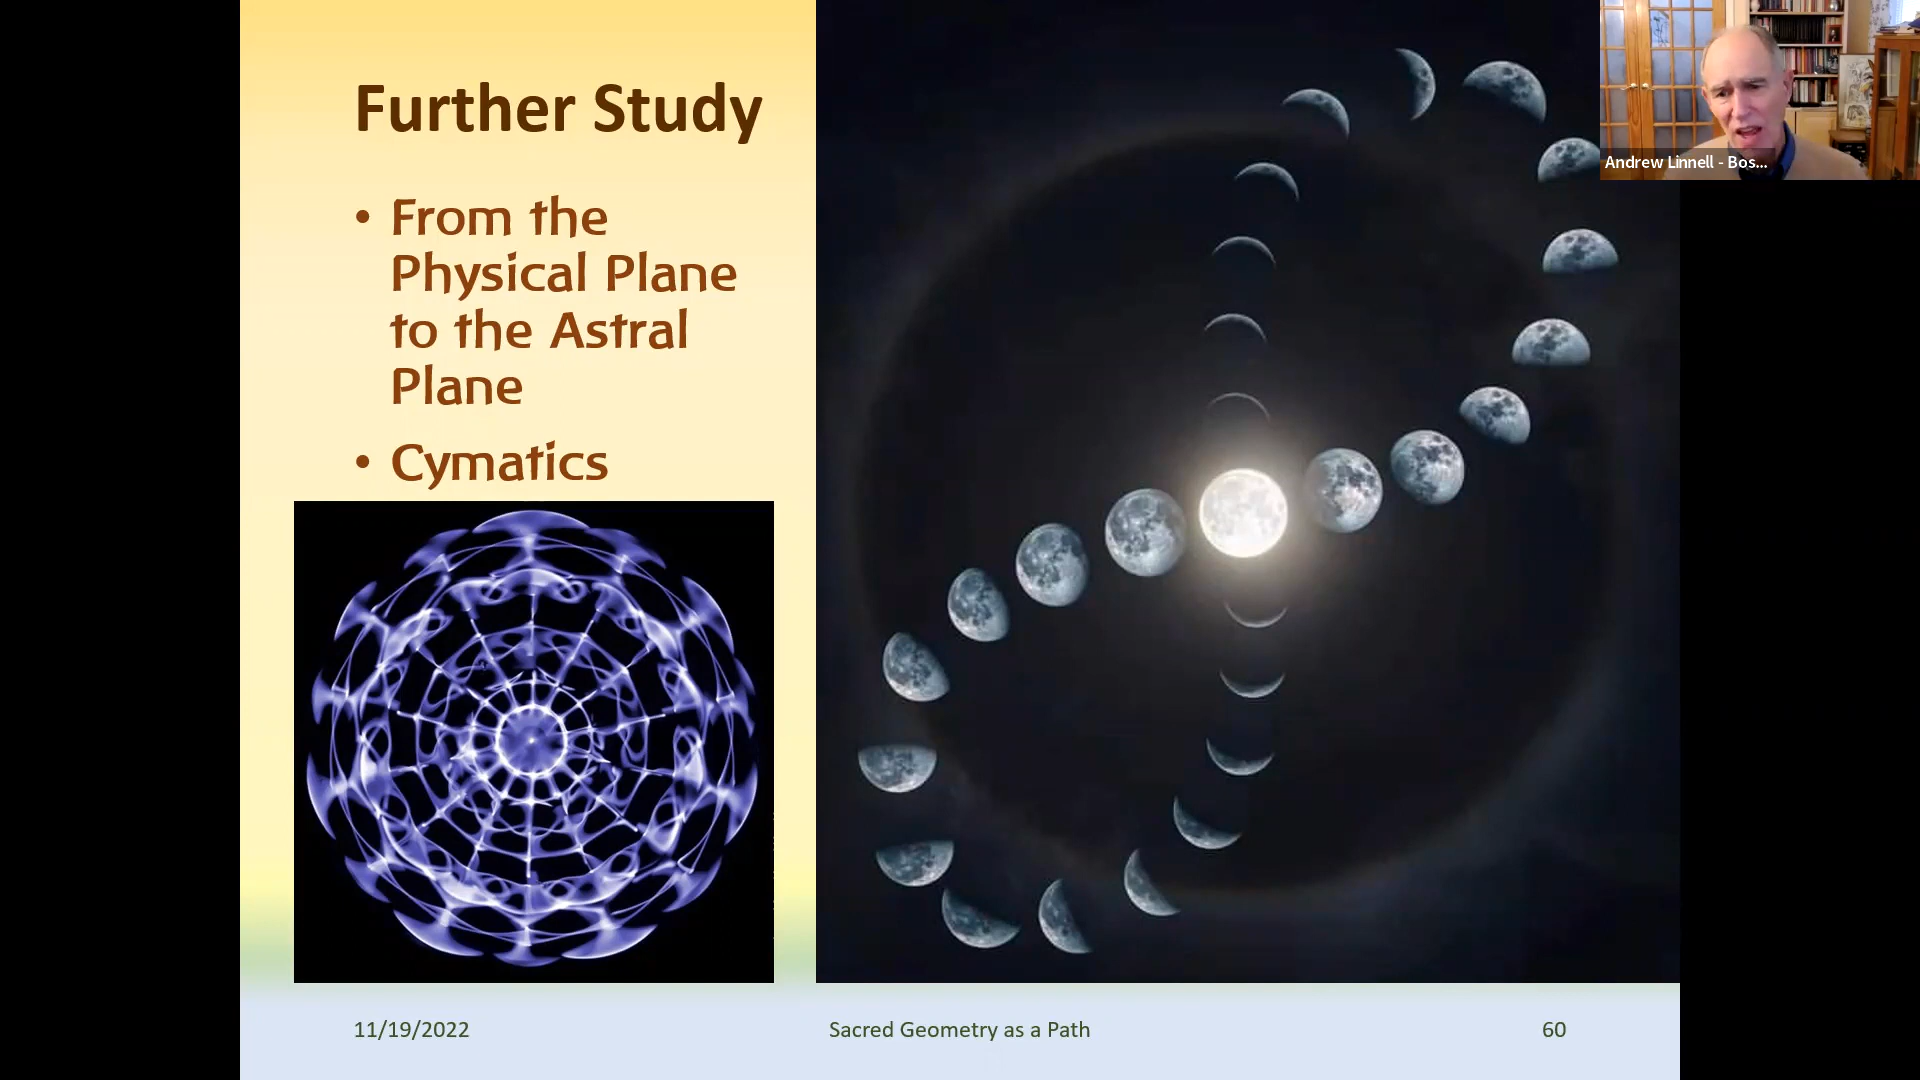 Further Study
• From the
Physical Plane
to the Astral
Plane
• Cymatics
Andrew Linnell - Bos...
11/19/2022
Sacred Geometry as a Path
60